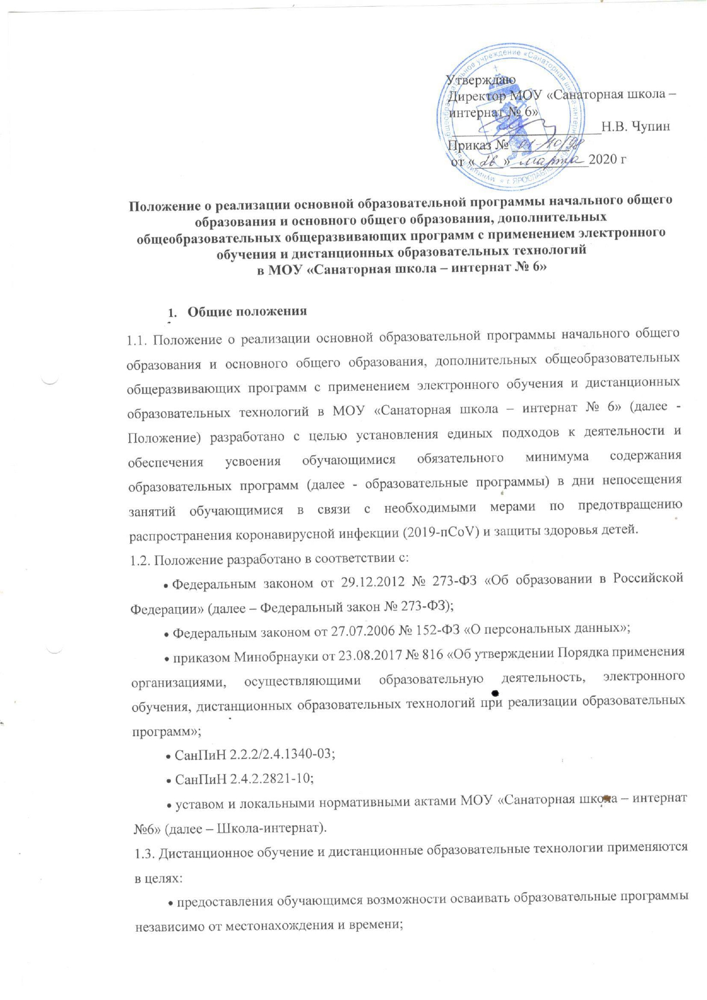 общеобразовательное учреждение «Санаторная школа-интернат
г. ЯРОСЛАВЛЬ
Утверждаю
Директор МОУ «Санаторная школа –
интернат № 6»
Н.В. Чупин
Приказ № 01-10/98
от « 26 » марта 2020 г
Положение о реализации основной образовательной программы начального общего
образования и основного общего образования, дополнительных
общеобразовательных общеразвивающих программ с применением электронного
обучения и дистанционных образовательных технологий
в МОУ «Санаторная школа – интернат № 6»
1. Общие положения
1.1. Положение о реализации основной образовательной программы начального общего
образования и основного общего образования, дополнительных общеобразовательных
общеразвивающих программ с применением электронного обучения и дистанционных
образовательных технологий в МОУ «Санаторная школа – интернат № 6» (далее -
Положение) разработано с целью установления единых подходов к деятельности и
обеспечения усвоения обучающимися обязательного минимума содержания
образовательных программ (далее - образовательные программы) в дни непосещения
занятий обучающимися в связи с необходимыми мерами по предотвращению
распространения коронавирусной инфекции (2019-nCoV) и защиты здоровья детей.
1.2. Положение разработано в соответствии с:
• Федеральным законом от 29.12.2012 № 273-ФЗ «Об образовании в Российской
Федерации» (далее – Федеральный закон № 273-ФЗ);
• Федеральным законом от 27.07.2006 № 152-ФЗ «О персональных данных»;
• приказом Минобрнауки от 23.08.2017 № 816 «Об утверждении Порядка применения
организациями, осуществляющими образовательную деятельность, электронного
обучения, дистанционных образовательных технологий при реализации образовательных
программ»;
• СанПиН 2.2.2/2.4.1340-03;
• СанПиН 2.4.2.2821-10;
• уставом и локальными нормативными актами МОУ «Санаторная школа – интернат
№6» (далее – Школа-интернат).
1.3. Дистанционное обучение и дистанционные образовательные технологии применяются
в целях:
• предоставления обучающимся возможности осваивать образовательные программы
независимо от местонахождения и времени;